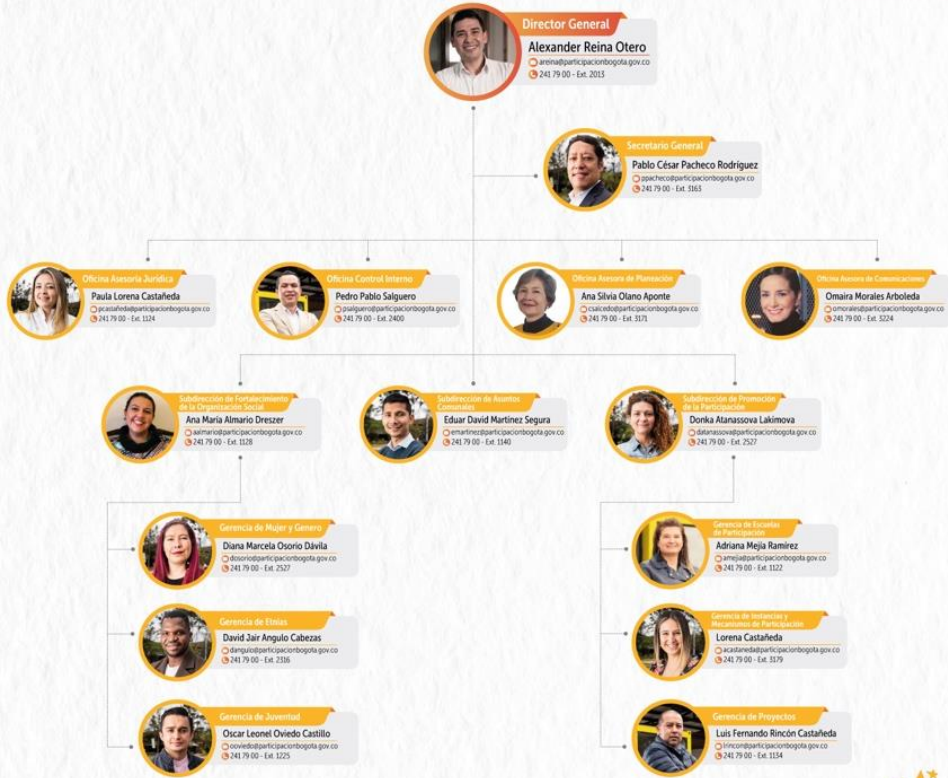 Director General
Alexander Reina Otero
areina@participacionbogota.gov.co
241 79 00 - Ext. 2013
Secretario General
Pablo César Pacheco Rodríguez
ppacheco@participacionbogota.gov.co
241 79 00 - Ext. 3163
Oficina Asesoría Jurídica
Paula Lorena Castañeda
pcastañeda@participacionbogota.gov.co
241 79 00 - Ext. 1124
Oficina Control Interno
Pedro Pablo Salguero
psalguero@participacionbogota.gov.co
241 79 00 - Ext. 2400
Oficina Asesora de Planeación
Ana Silvia Olano Aponte
csalcedo@participacionbogota.gov.co
241 79 00 - Ext. 3171
Oficina Asesora de Comunicaciones
Omaira Morales Arboleda
omorales@participacionbogota.gov.co
241 79 00 - Ext. 3224
Subdirección de Fortalecimiento
de la Organización Social
Ana María Almario Dreszer
aalmario@participacionbogota.gov.co
241 79 00 - Ext. 1128
Subdirección de Asuntos
Comunales
Eduar David Martínez Segura
emartinez@participacionbogota.gov.co
241 79 00 - Ext. 1140
Subdirección de Promoción
de la Participación
Donka Atanassova Lakimova
datanassova@participacionbogota.gov.co
241 79 00 - Ext. 2527
Gerencia de Mujer y Genero
Diana Marcela Osorio Dávila
dosorio@participacionbogota.gov.co
241 79 00 - Ext. 2527
Gerencia de Etnias
David Jair Angulo Cabezas
dangulo@participacionbogota.gov.co
241 79 00 - Ext. 2316
Gerencia de Juventud
Oscar Leonel Oviedo Castillo
ooviedo@participacionbogota.gov.co
241 79 00 - Ext. 1225
Gerencia de Escuelas
de Participación
Adriana Mejía Ramírez
amejia@participacionbogota.gov.co
241 79 00 - Ext. 1122
Gerencia de Instancias y
Mecanismos de Participación
Lorena Castañeda
acastaneda@participacionbogota.gov.co
241 79 00 - Ext. 3179
Gerencia de Proyectos
Luis Fernando Rincón Castañeda
lrincon@participacionbogota.gov.co
241 79 00 - Ext. 1134